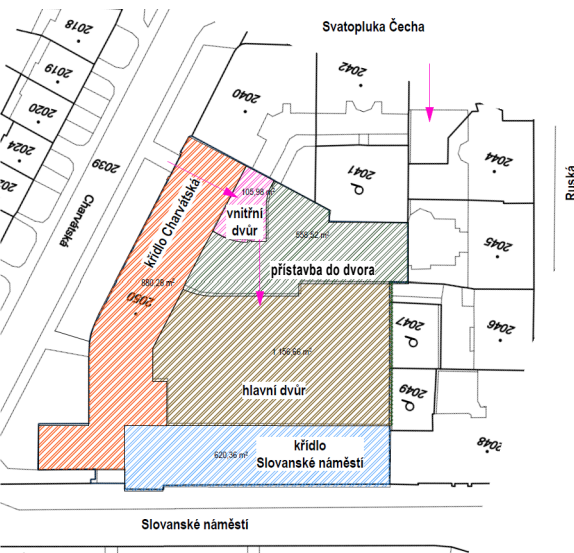 Svatopluka Čecha
2018
2019
2020
2024
2039
2040
2042
2041
2044
2045
2046
2047
2049
2048
Ruská
Charvátská
křídlo Charvátská
880,28 m²
2050
105,98 m²
vnitřní
dvůr
558,52 m²
přístavba do dvora
1 156,66 m²
hlavní dvůr
620,36 m²
křídlo
Slovanské náměstí
Slovanské náměstí